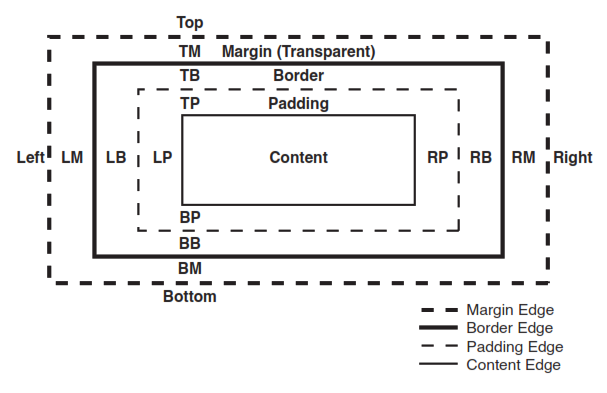 Top
TM Margin (Transparent)
TB Border
TP Padding
Left LM LB LP Content RP RB RM Right
BP
BB
BM
Bottom
Margin Edge
Border Edge
Padding Edge
Content Edge